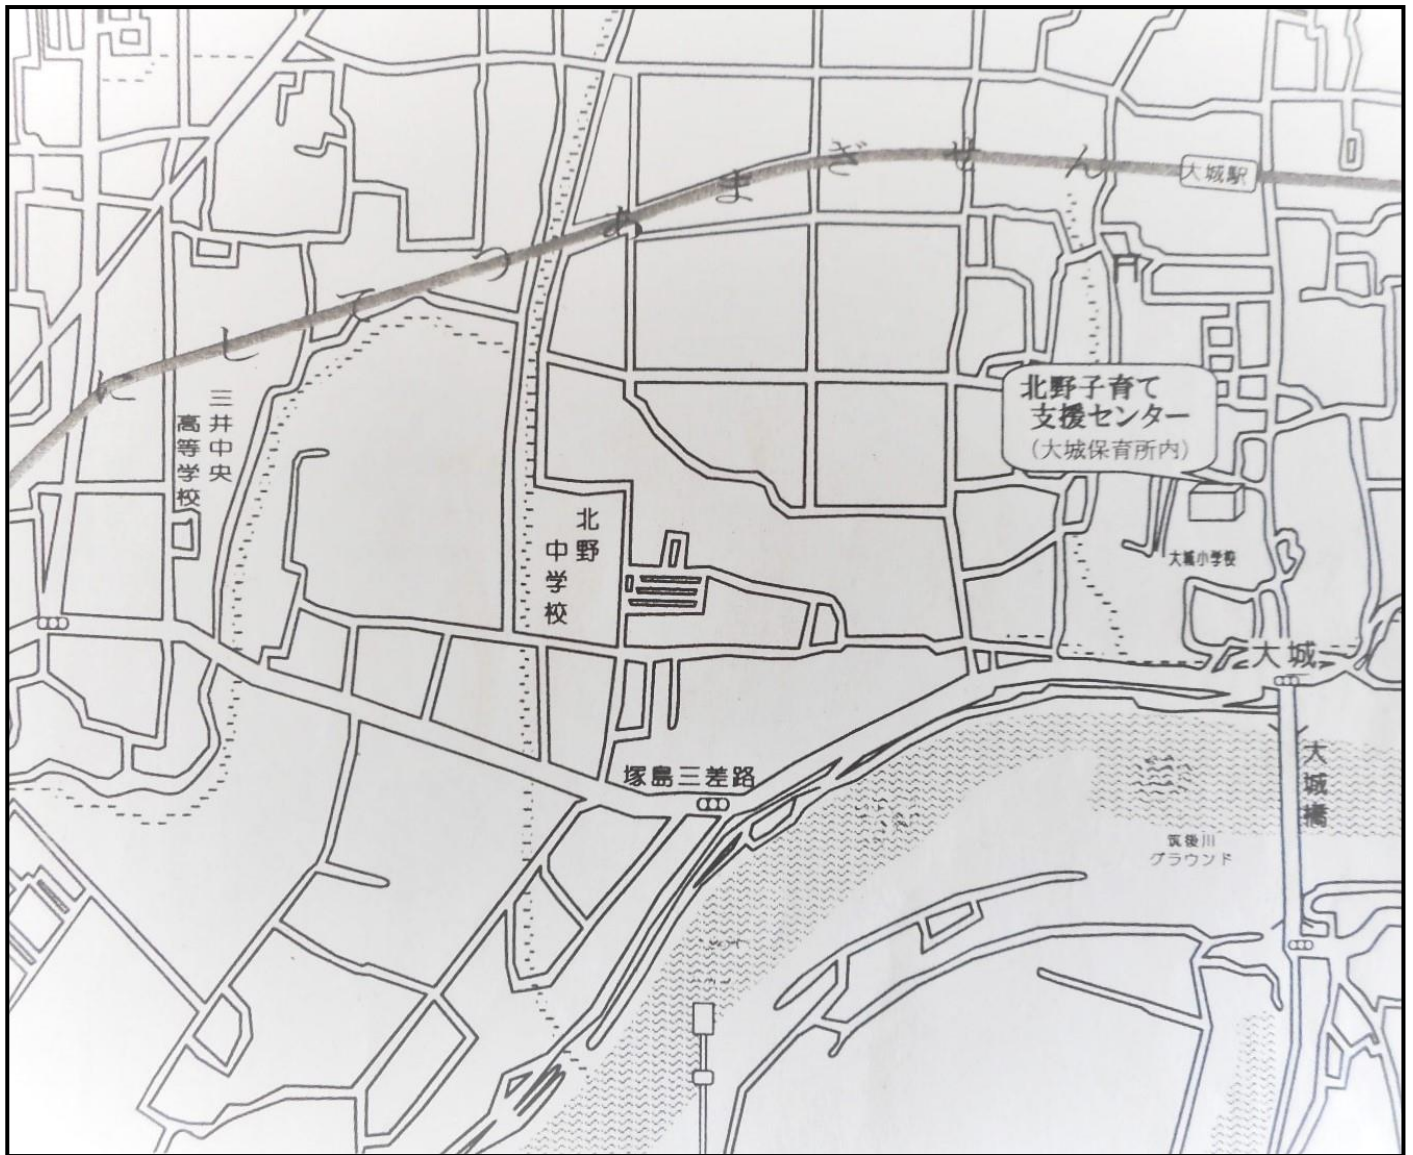 にしてつあまぎせん
大城駅
三井中央
高等学校
北野子育て
支援センター
(大城保育所内)
北野
中学校
大城小学校
大城
塚島三差路
大城橋
筑後川
グラウンド